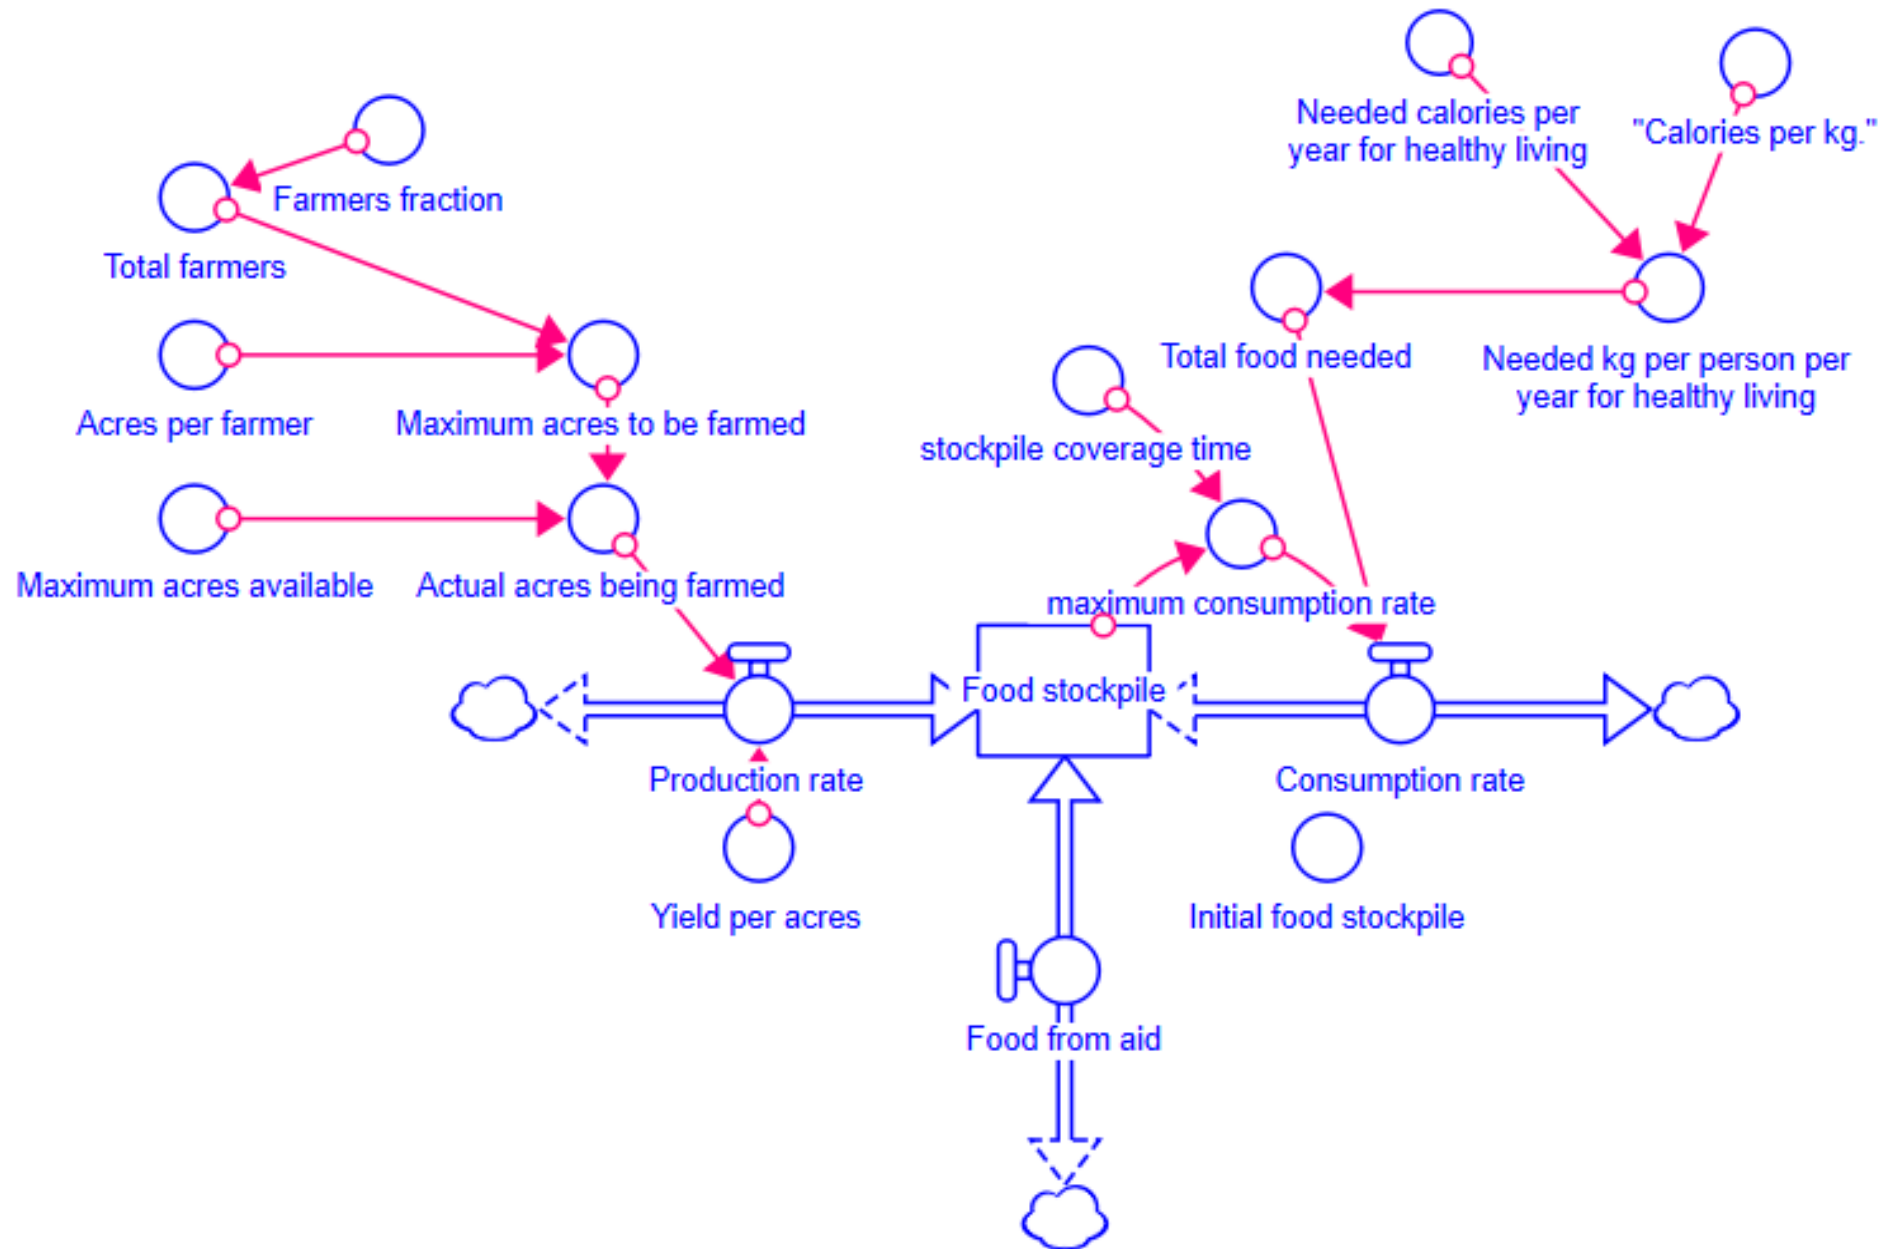 Needed calories per
year for healthy living
"Calories per kg."
Farmers fraction
Total farmers
Total food needed
Needed kg per person per
year for healthy living
Acres per farmer
Maximum acres to be farmed
stockpile coverage time
Maximum acres available
Actual acres being farmed
maximum consumption rate
Food stockpile
Production rate
Consumption rate
Yield per acres
Initial food stockpile
Food from aid